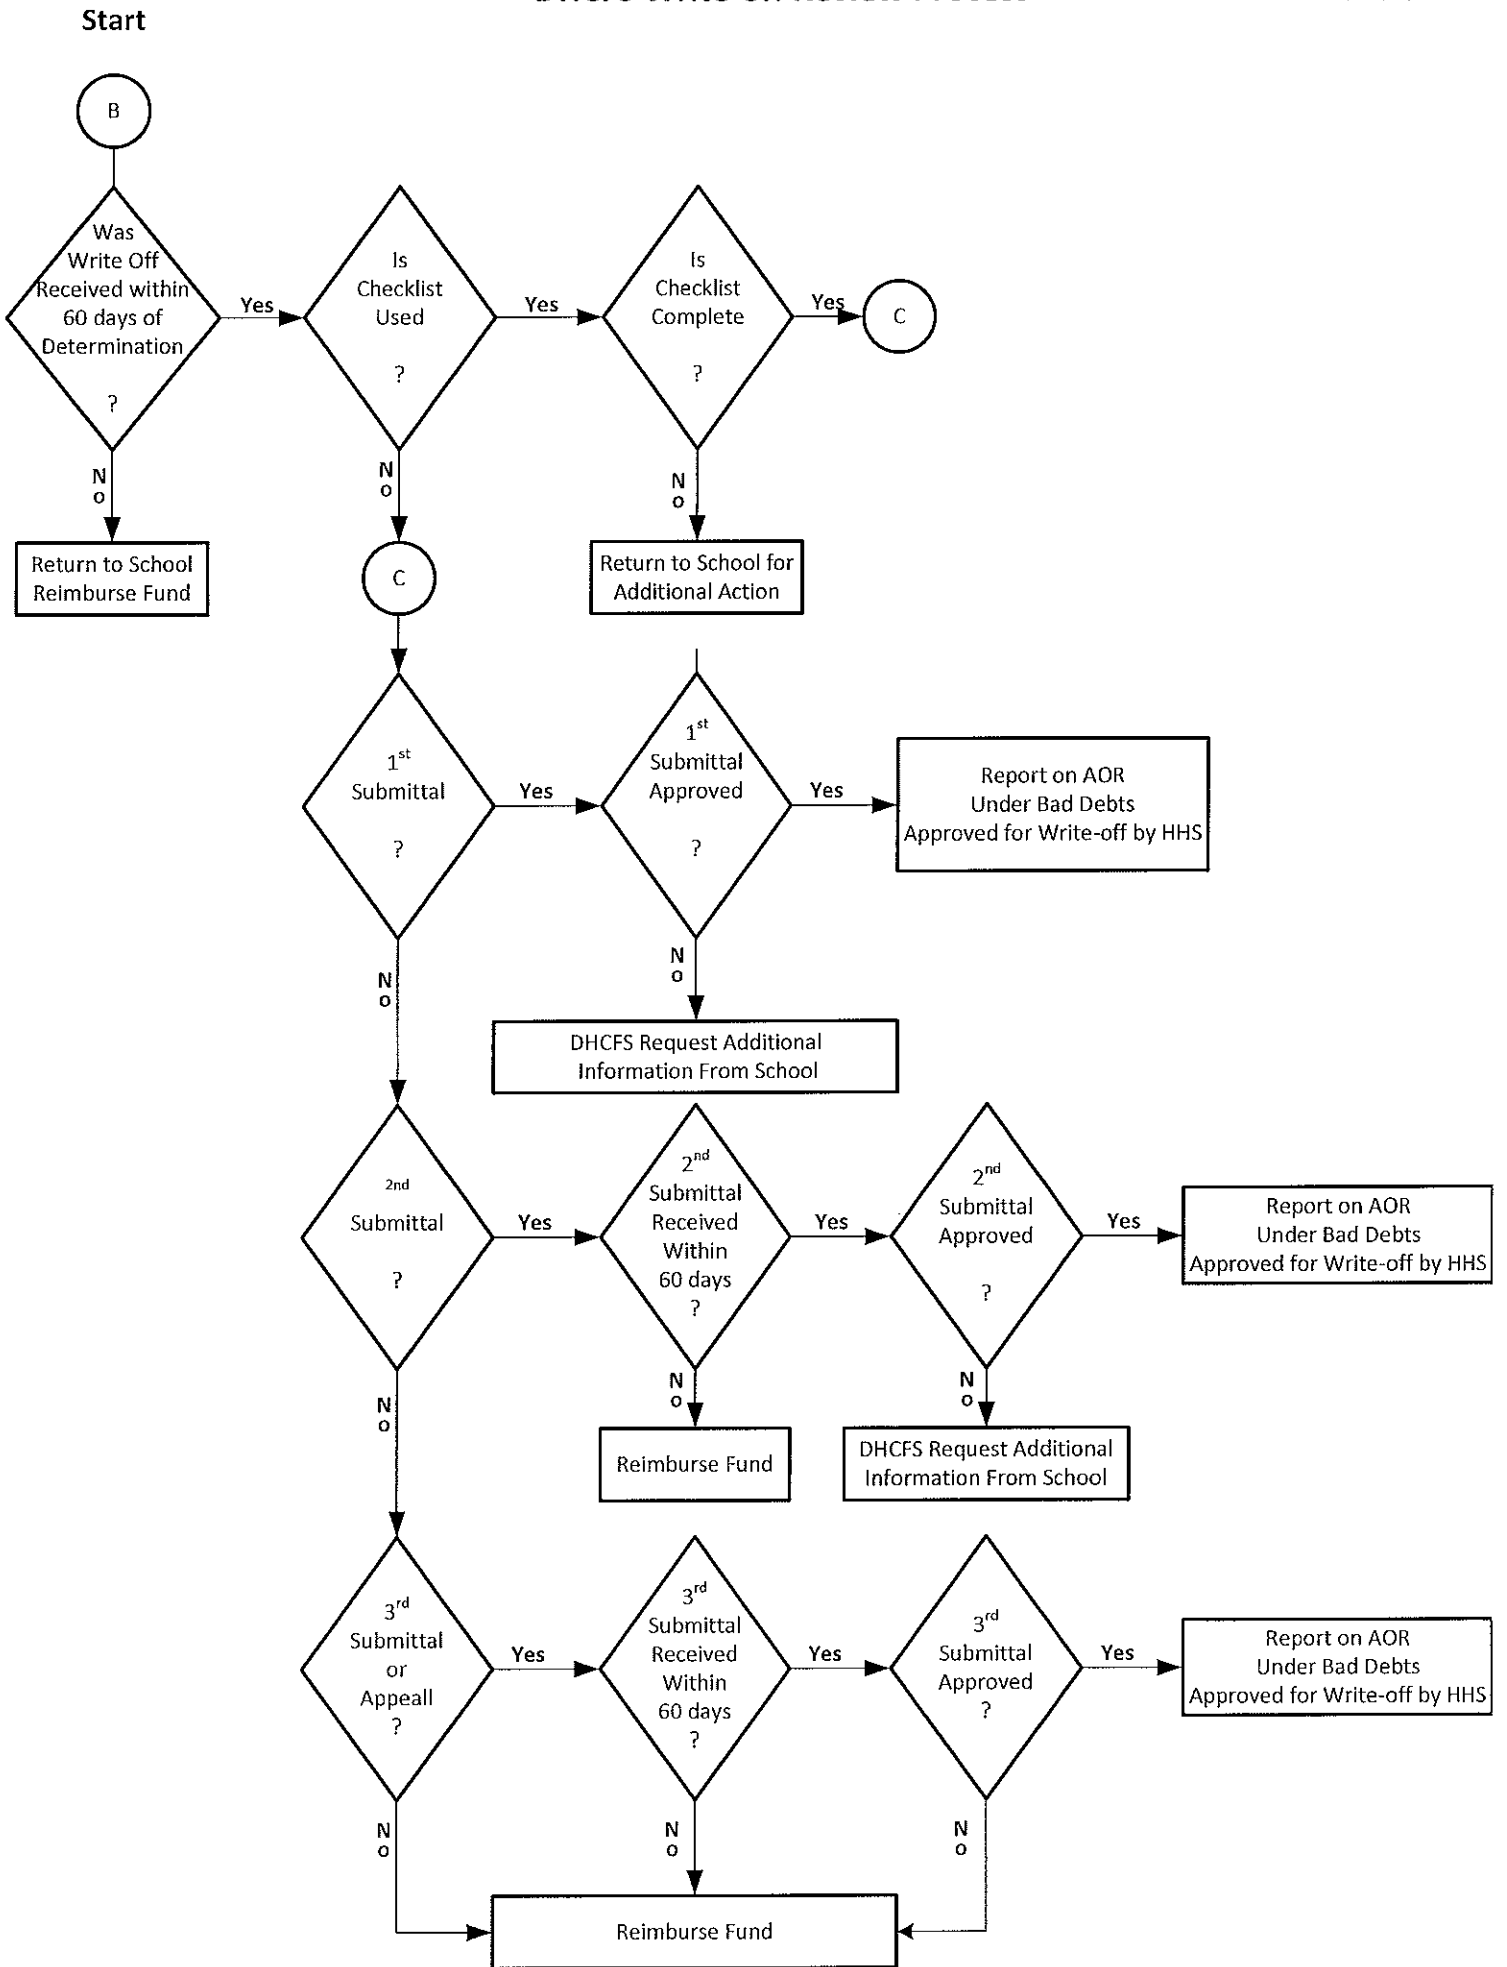 Start
B
Was
Write Off
Received within
60 days of
Determination
?
Yes
Is
Checklist
Used
?
Yes
Is
Checklist
Complete
?
Yes
C
No
No
No
Return to School
Reimburse Fund
C
Return to School for
Additional Action
1st
Submittal
?
Yes
1st
Submittal
Approved
?
Yes
Report on AOR
Under Bad Debts
Approved for Write-off by HHS
No
No
DHCFS Request Additional
Information From School
2nd
Submittal
?
Yes
2nd
Submittal
Received
Within
60 days
?
Yes
2nd
Submittal
Approved
?
Yes
Report on AOR
Under Bad Debts
Approved for Write-off by HHS
No
No
No
Reimburse Fund
DHCFS Request Additional
Information From School
3rd
Submittal
or
Appeall
?
Yes
3rd
Submittal
Received
Within
60 days
?
Yes
3rd
Submittal
Approved
?
Yes
Report on AOR
Under Bad Debts
Approved for Write-off by HHS
No
No
No
Reimburse Fund